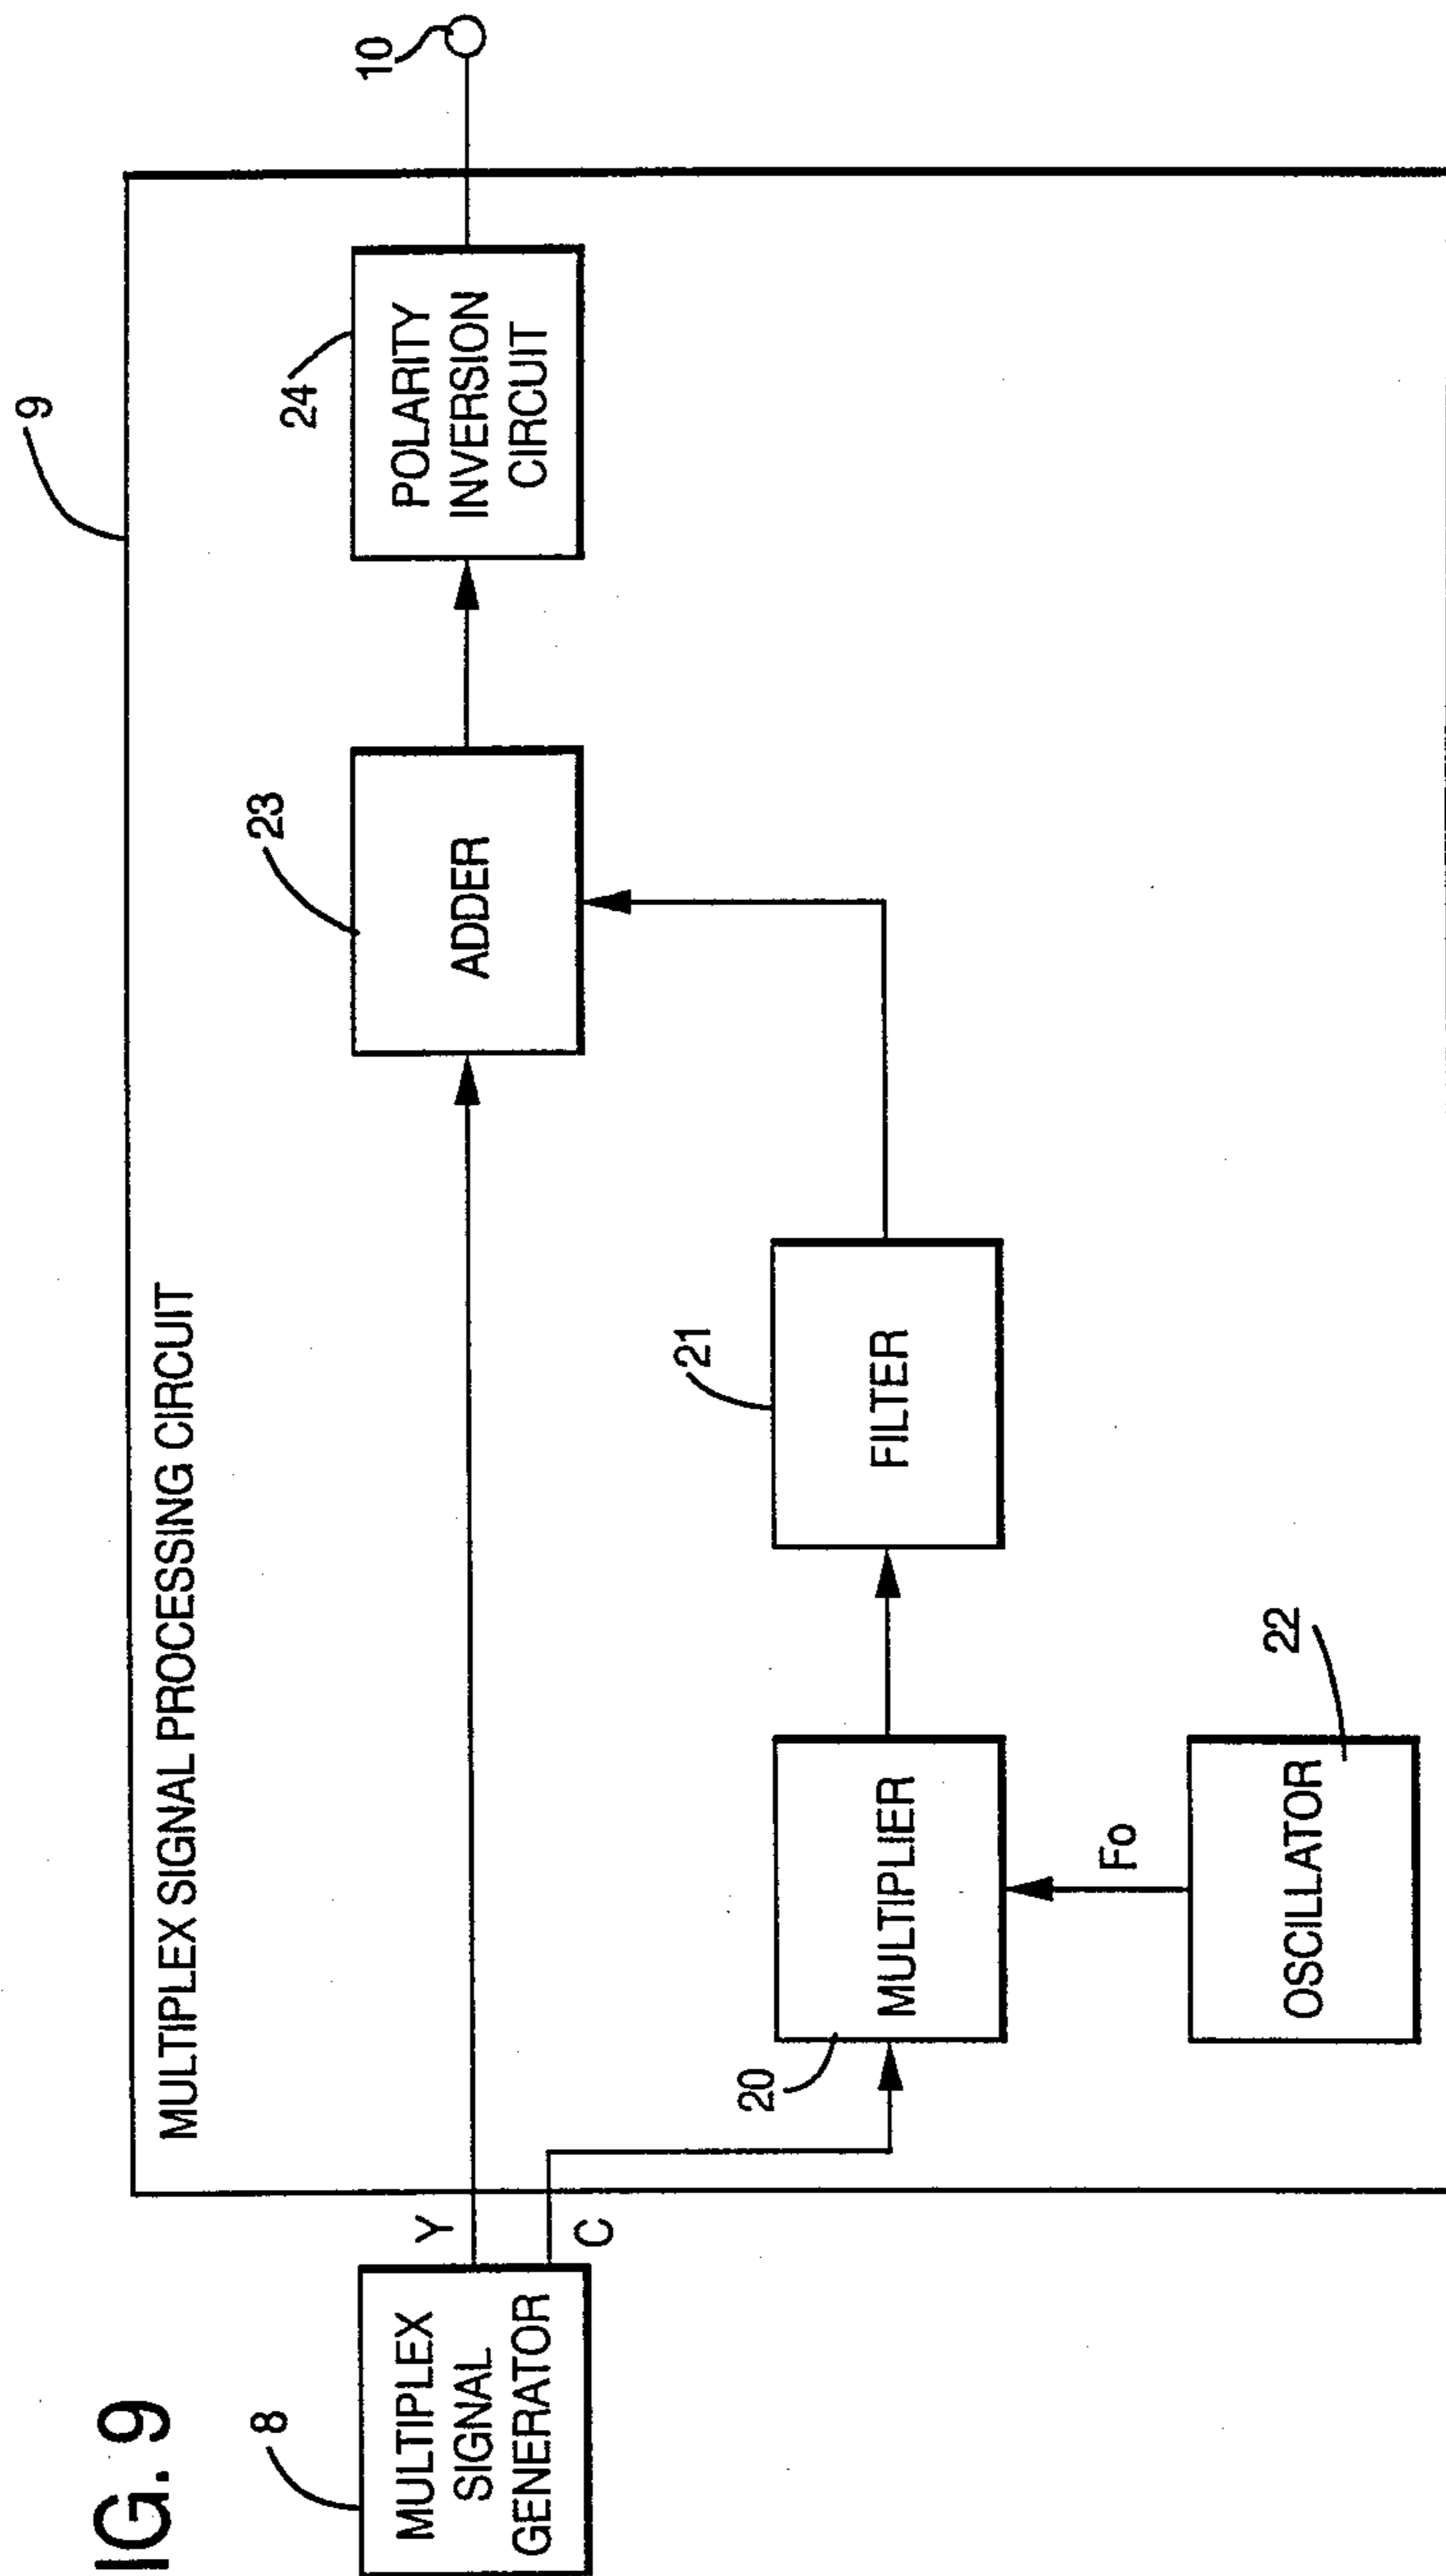 IG. 9
9
MULTIPLEX SIGNAL PROCESSING CIRCUIT
8
MULTIPLEX
SIGNAL
GENERATOR
Y
C
23
ADDER
24
POLARITY
INVERSION
CIRCUIT
10
20
MULTIPLIER
21
FILTER
Fo
OSCILLATOR
22